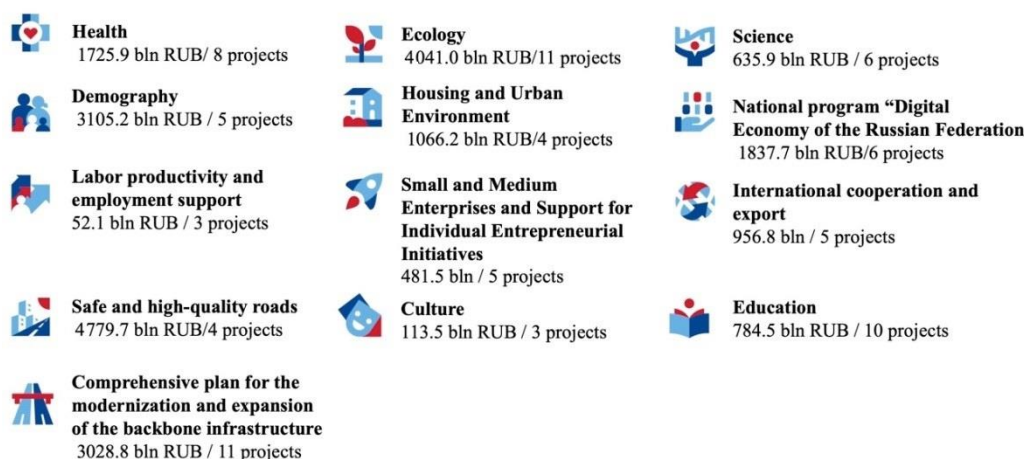 Health
1725.9 bln RUB/ 8 projects
Ecology
4041.0 bln RUB/11 projects
Science
635.9 bln RUB / 6 projects
Demography
3105.2 bln RUB / 5 projects
Housing and Urban
Environment
1066.2 bln RUB/4 projects
National program “Digital
Economy of the Russian Federation
1837.7 bln RUB/6 projects
Labor productivity and
employment support
52.1 bln RUB / 3 projects
Small and Medium
Enterprises and Support for
Individual Entrepreneurial
Initiatives
481.5 bln / 5 projects
International cooperation and
export
956.8 bln / 5 projects
Safe and high-quality roads
4779.7 bln RUB/4 projects
Culture
113.5 bln RUB / 3 projects
Education
784.5 bln RUB / 10 projects
Comprehensive plan for the
modernization and expansion
of the backbone infrastructure
3028.8 bln RUB / 11 projects